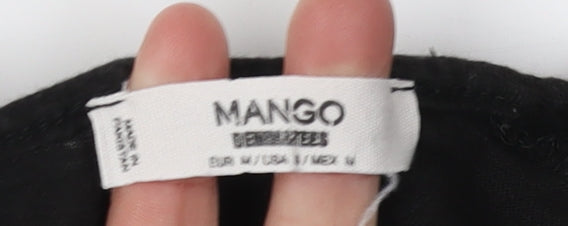 MANGO
EUR M / USA S / MEX M
MADE IN
PAKISTAN